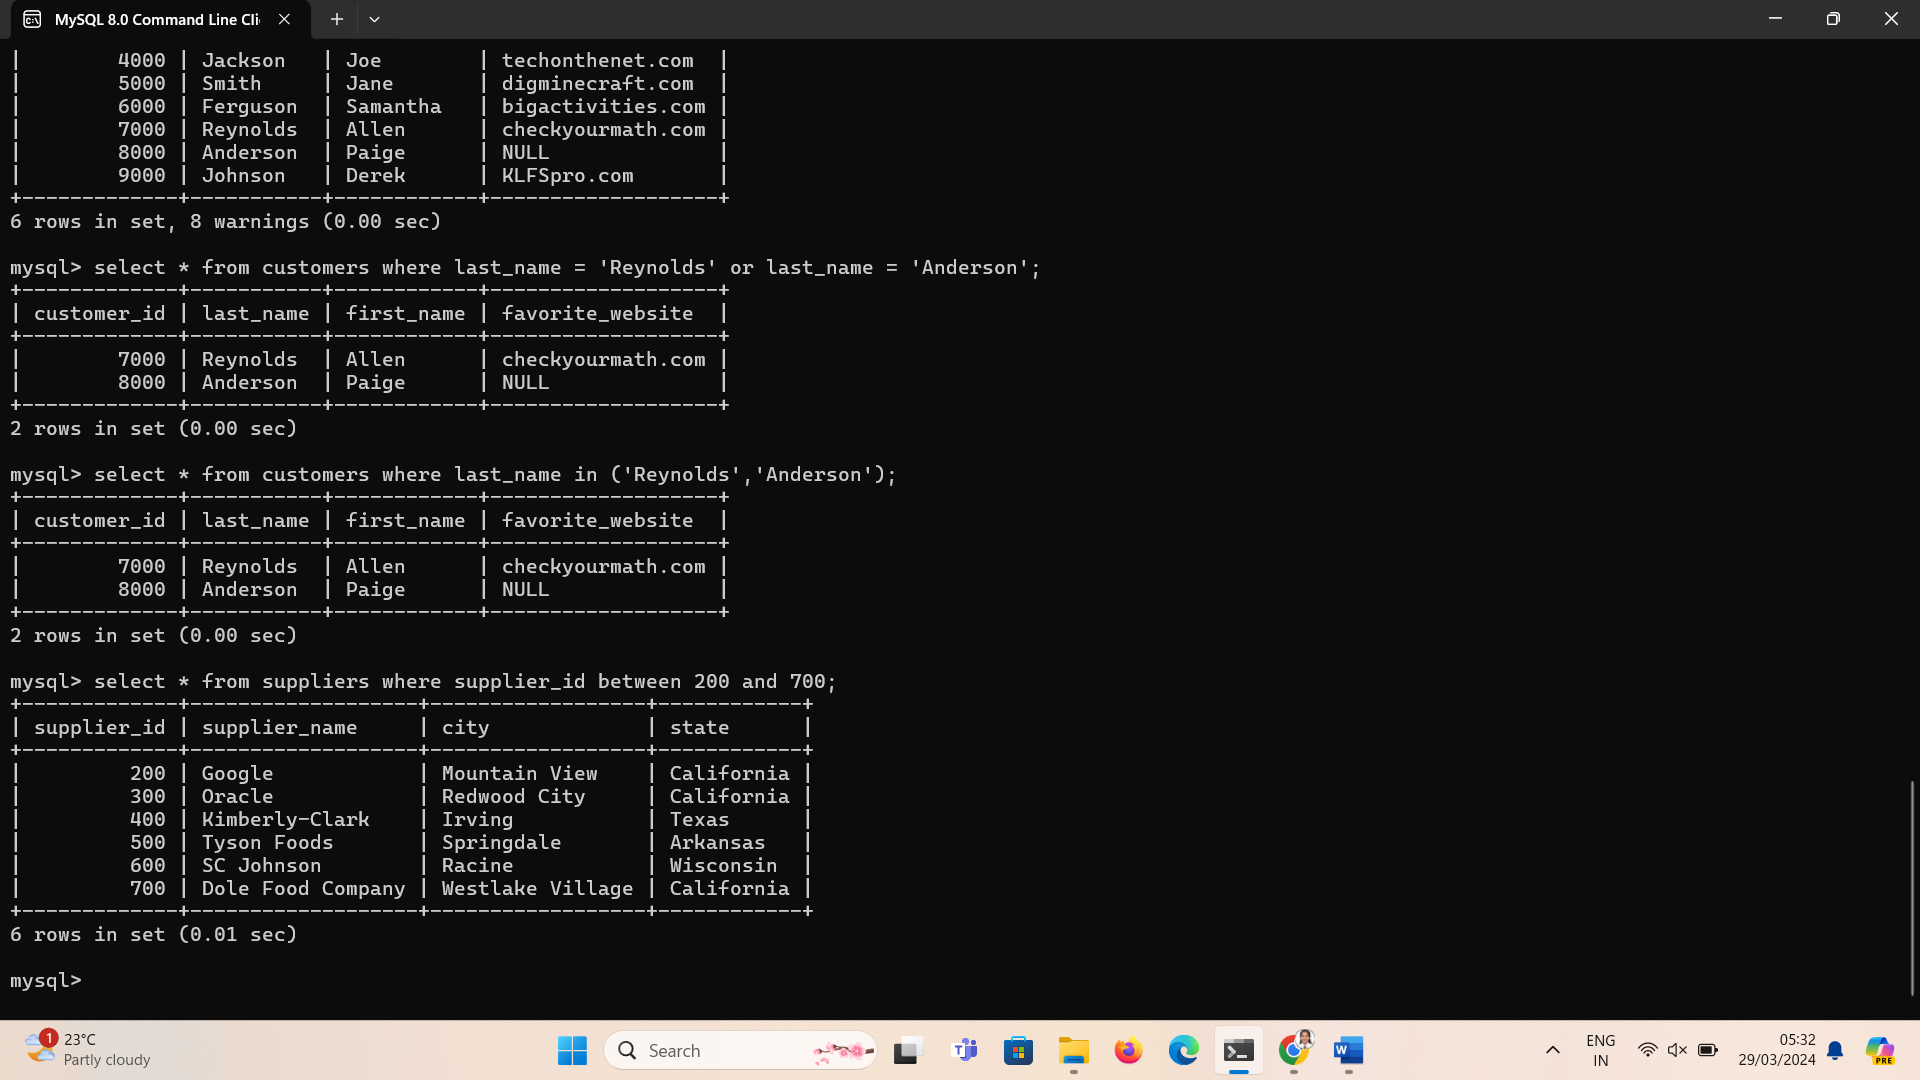 MySQL 8.0 Command Line Cli
|        4000 | Jackson   | Joe        | techonthenet.com  |
|        5000 | Smith     | Jane       | digminecraft.com  |
|        6000 | Ferguson  | Samantha   | bigactivities.com |
|        7000 | Reynolds  | Allen      | checkyourmath.com |
|        8000 | Anderson  | Paige      | NULL              |
|        9000 | Johnson   | Derek      | KLFSpro.com       |
+-------------+-----------+------------+-------------------+
6 rows in set, 8 warnings (0.00 sec)
mysql> select * from customers where last_name = 'Reynolds' or last_name = 'Anderson';
+-------------+-----------+------------+-------------------+
| customer_id | last_name | first_name | favorite_website  |
+-------------+-----------+------------+-------------------+
|        7000 | Reynolds  | Allen      | checkyourmath.com |
|        8000 | Anderson  | Paige      | NULL              |
+-------------+-----------+------------+-------------------+
2 rows in set (0.00 sec)
mysql> select * from customers where last_name in ('Reynolds','Anderson');
+-------------+-----------+------------+-------------------+
| customer_id | last_name | first_name | favorite_website  |
+-------------+-----------+------------+-------------------+
|        7000 | Reynolds  | Allen      | checkyourmath.com |
|        8000 | Anderson  | Paige      | NULL              |
+-------------+-----------+------------+-------------------+
2 rows in set (0.00 sec)
mysql> select * from suppliers where supplier_id between 200 and 700;
+-------------+-------------------+------------------+------------+
| supplier_id | supplier_name     | city             | state      |
+-------------+-------------------+------------------+------------+
|         200 | Google            | Mountain View    | California |
|         300 | Oracle            | Redwood City     | California |
|         400 | Kimberly-Clark    | Irving           | Texas      |
|         500 | Tyson Foods       | Springdale       | Arkansas   |
|         600 | SC Johnson        | Racine           | Wisconsin  |
|         700 | Dole Food Company | Westlake Village | California |
+-------------+-------------------+------------------+------------+
6 rows in set (0.01 sec)
mysql>
1
23°C
Partly cloudy
Search
ENG
IN
05:32
29/03/2024
PRE